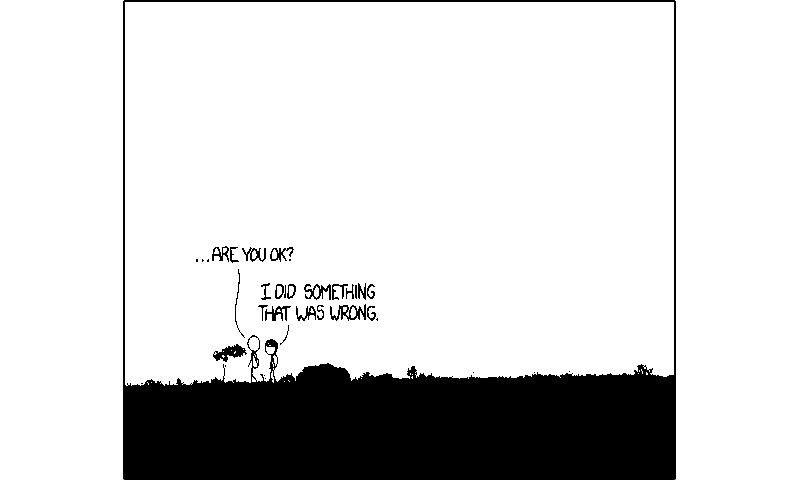 ...ARE YOU OK?
I DID SOMETHING
THAT WAS WRONG.